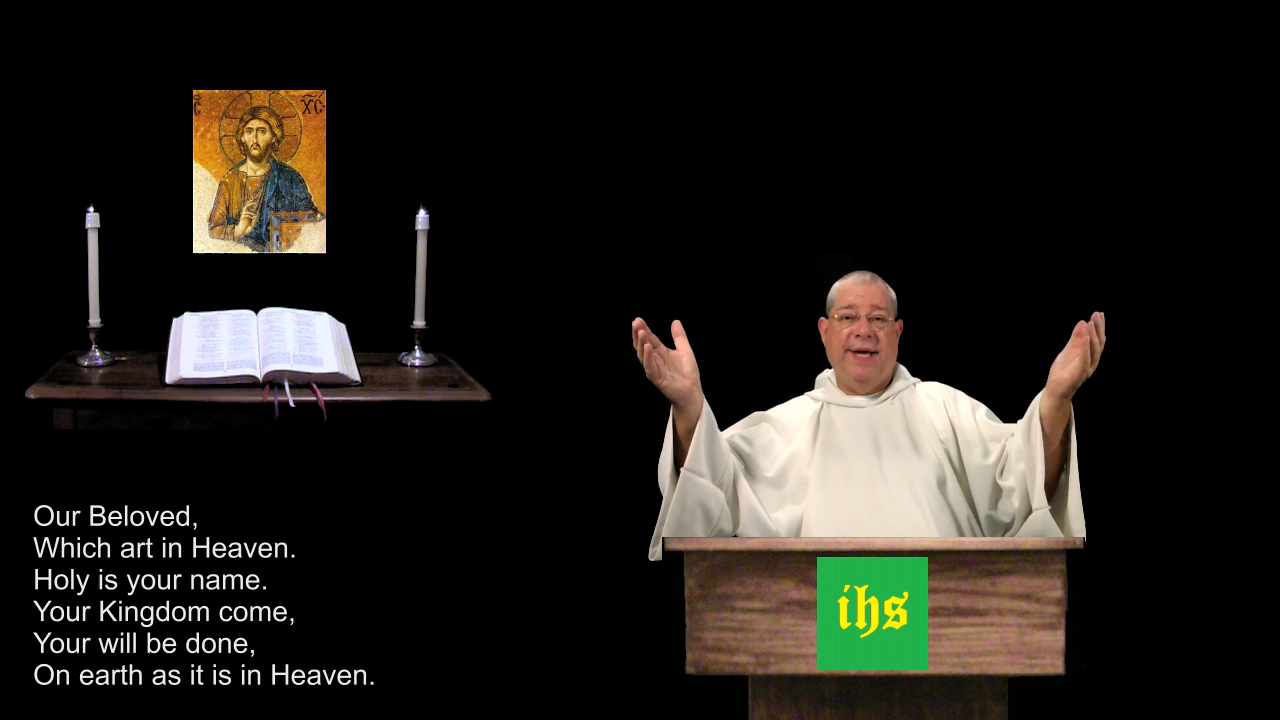 XC
Our Beloved,
Which art in Heaven.
Holy is your name.
Your Kingdom come,
Your will be done,
On earth as it is in Heaven.
ihs